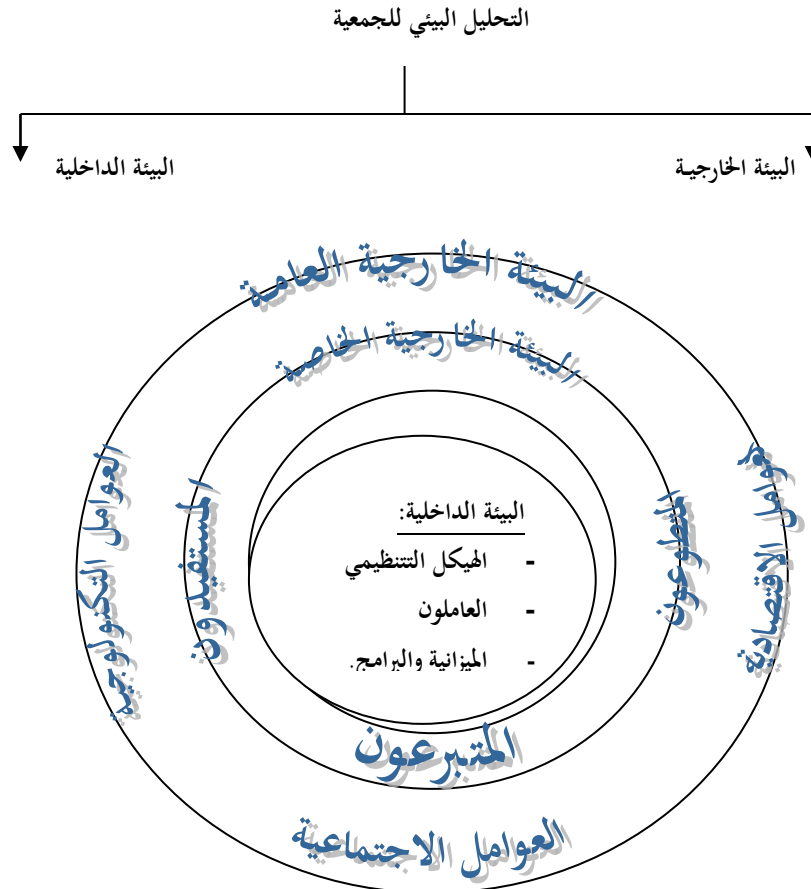 التحليل البيئي للجمعية
البيئة الخارجية
البيئة الداخلية
البيئة الخارجية العامة
البيئة الخارجية الخاصة
العوامل الاقتصادية
المتطوعون
المستفيدون
العوامل التكنولوجية
البيئة الداخلية:
- الهيكل التتنظيمي
- العاملون
- الميزانية والبرامج.
المتبرعون
العوامل الاجتماعية